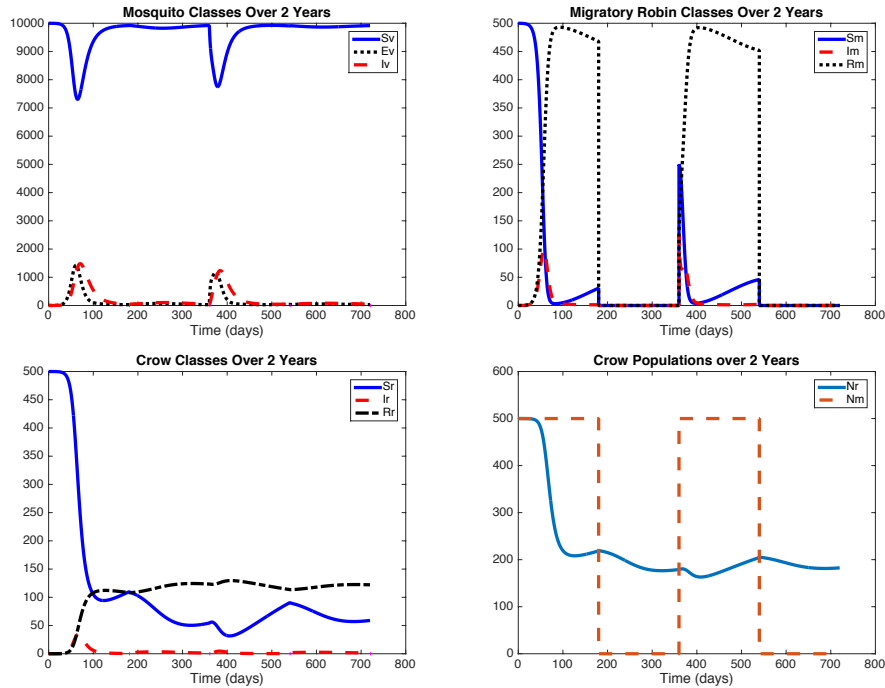 Mosquito Classes Over 2 Years
10000
9000
8000
7000
6000
5000
4000
3000
2000
1000
0
Sv
Ev
Iv
0 100 200 300 400 500 600 700 800
Time (days)
Migratory Robin Classes Over 2 Years
500
450
400
350
300
250
200
150
100
50
0
Sm
Im
Rm
0 100 200 300 400 500 600 700 800
Time (days)
Crow Classes Over 2 Years
500
450
400
350
300
250
200
150
100
50
0
Sr
Ir
Rr
0 100 200 300 400 500 600 700 800
Time (days)
Crow Populations over 2 Years
600
500
400
300
200
100
0
Nr
Nm
0 100 200 300 400 500 600 700 800
Time (days)